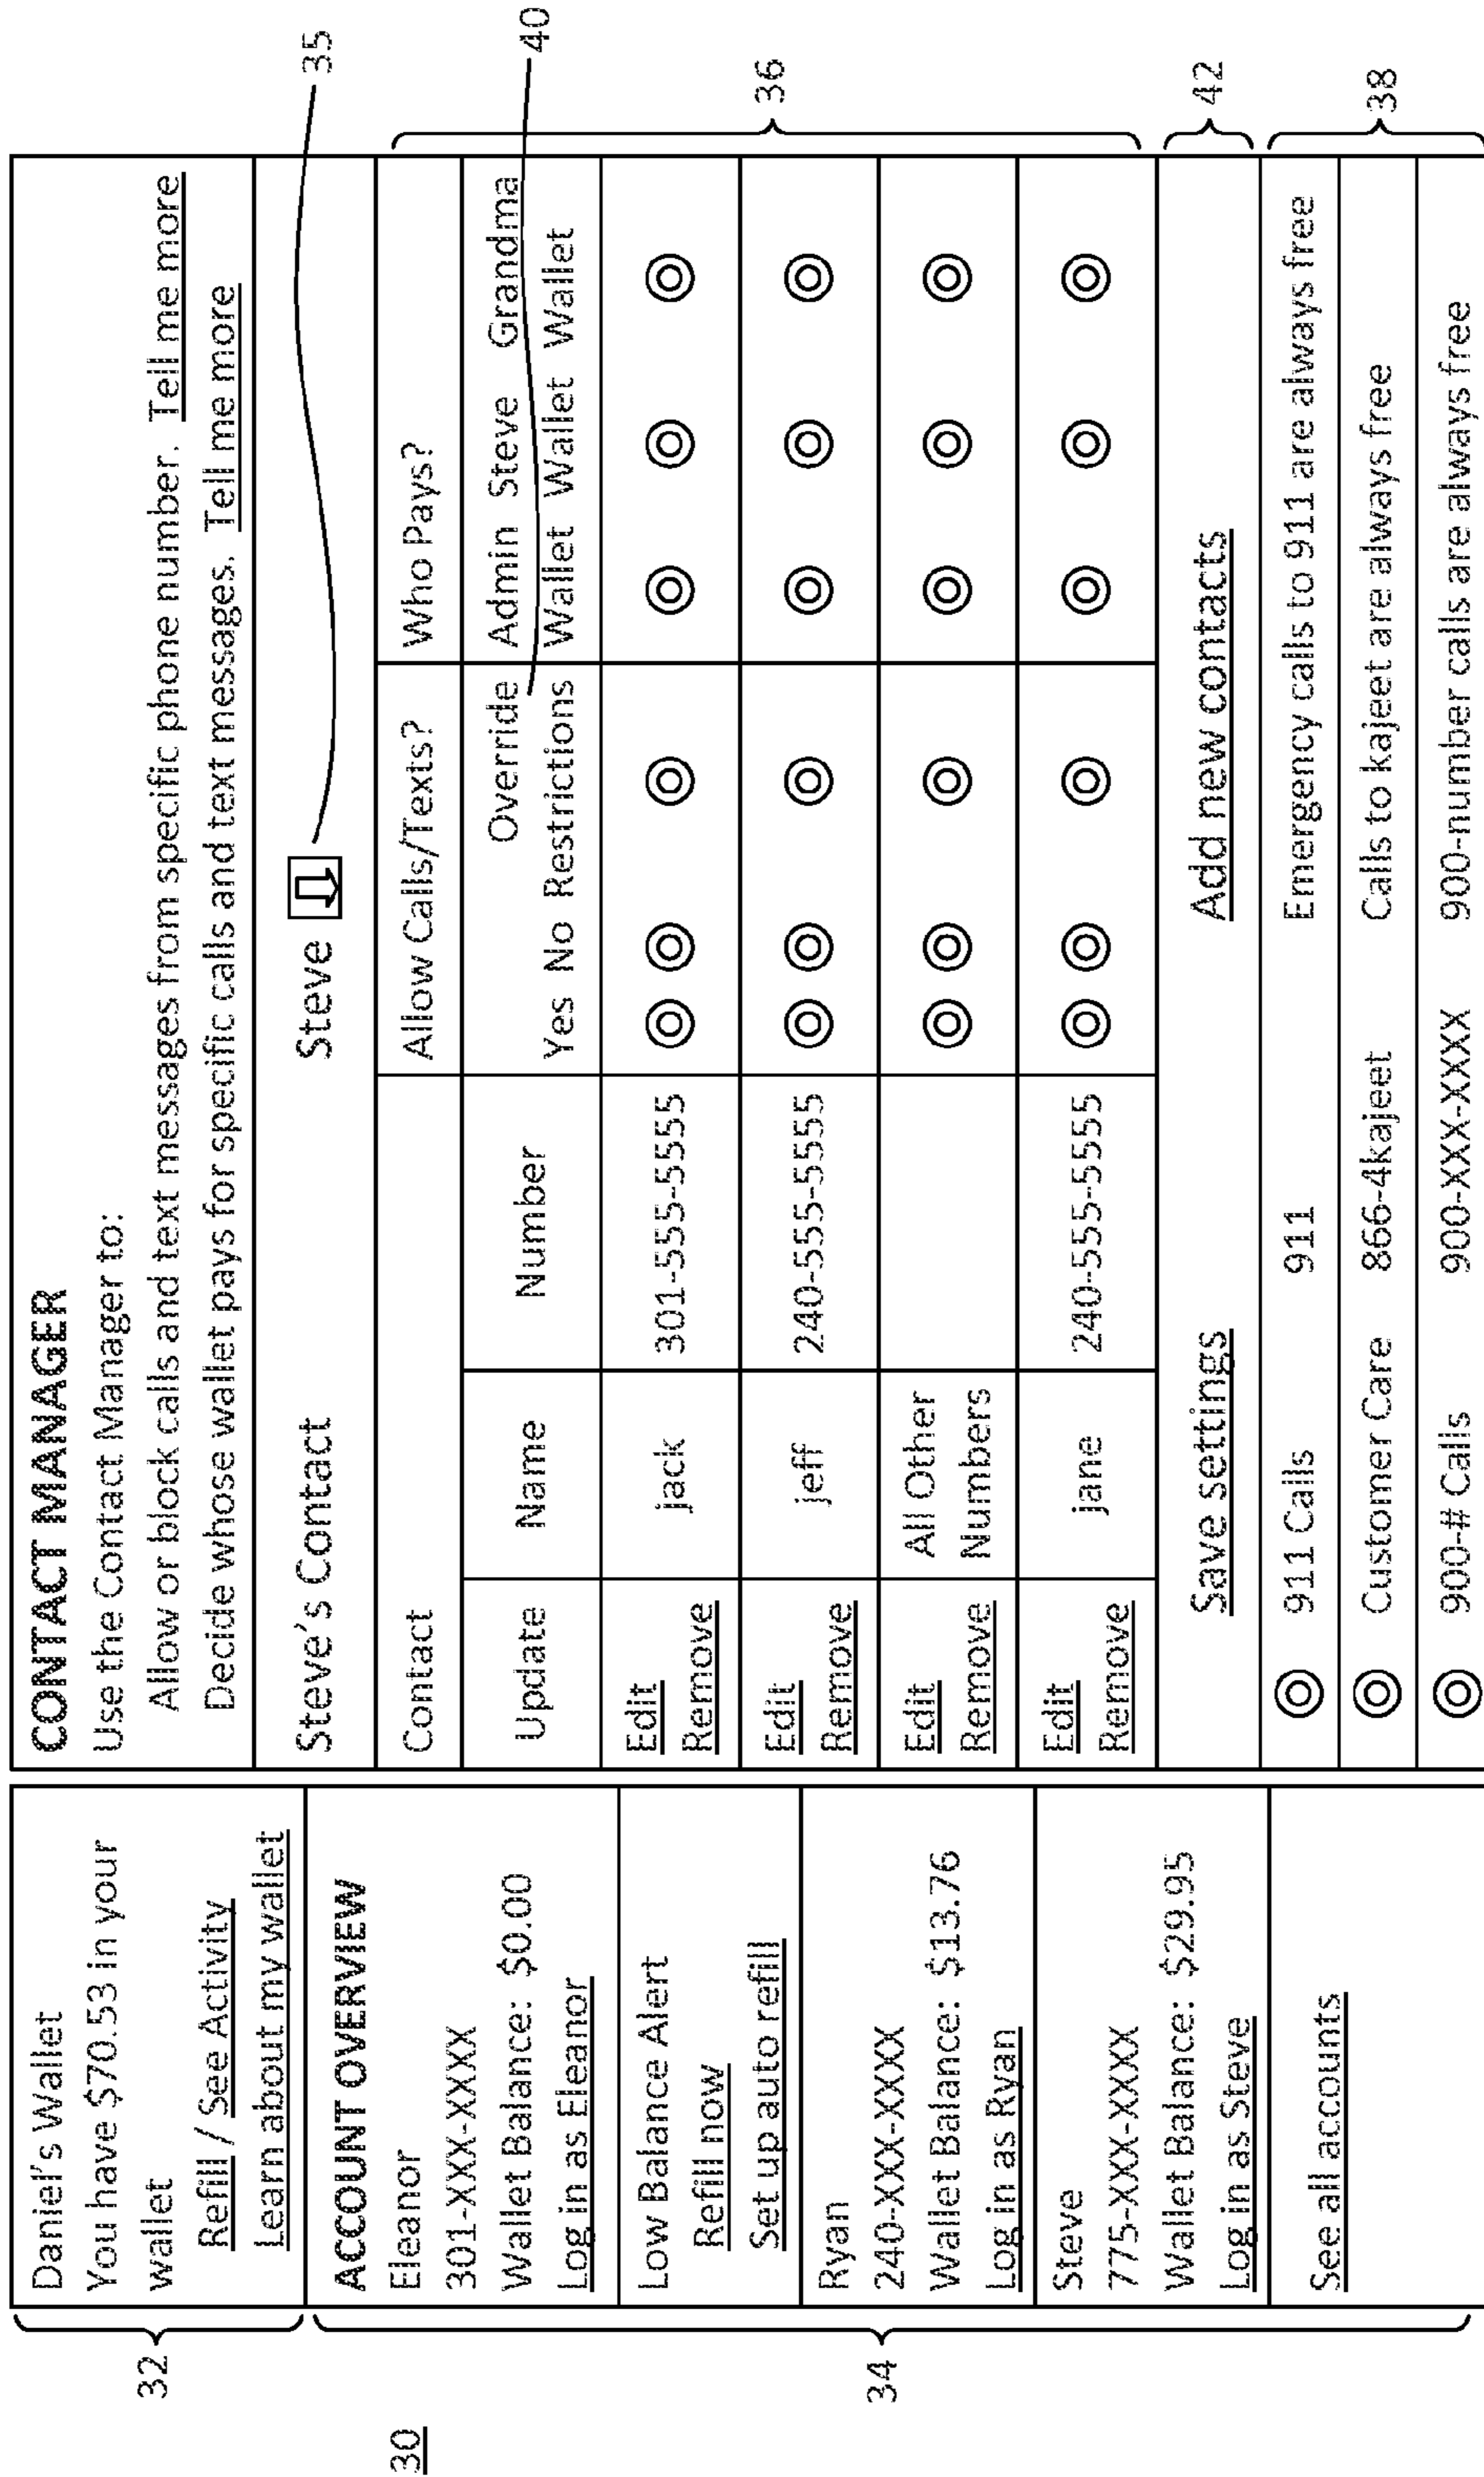 30
32
Daniel's Wallet
You have $70.53 in your
wallet
Refill / See Activity
Learn about my wallet
34
ACCOUNT OVERVIEW
Eleanor
301-XXX-XXXX
Wallet Balance: $0.00
Log in as Eleanor
Low Balance Alert
Refill now
Set up auto refill
Ryan
240-XXX-XXXX
Wallet Balance: $13.76
Log in as Ryan
Steve
775-XXX-XXXX
Wallet Balance: $29.95
Log in as Steve
See all accounts
CONTACT MANAGER
Use the Contact Manager to:
Allow or block calls and text messages from specific phone number. Tell me more
Decide whose wallet pays for specific calls and text messages. Tell me more
Steve's Contact Steve 35
Contact Allow Calls/Texts? Who Pays?
Override Admin Steve Grandma 40
Update Name Number
Yes No Restrictions Wallet Wallet Wallet
Edit jack 301-555-5555
Remove
Edit jeff 240-555-5555
Remove
36
Edit All Other
Remove Numbers
Edit jane 240-555-5555
Remove
Save settings Add new contacts 42
911 Calls 911 Emergency calls to 911 are always free
Customer Care 866-4kajeet Calls to kajeet are always free 38
900-# Calls 900-XXX-XXXX 900-number calls are always free